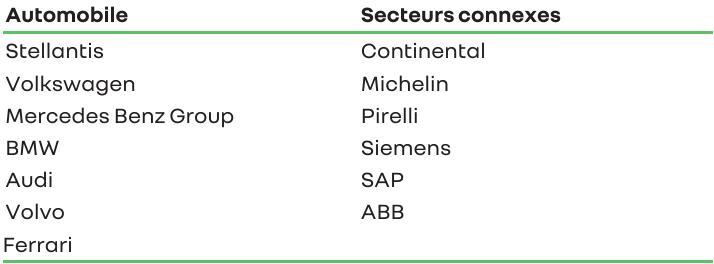 Automobile Secteurs connexes
Stellantis Continental
Volkswagen Michelin
Mercedes Benz Group Pirelli
BMW Siemens
Audi SAP
Volvo ABB
Ferrari